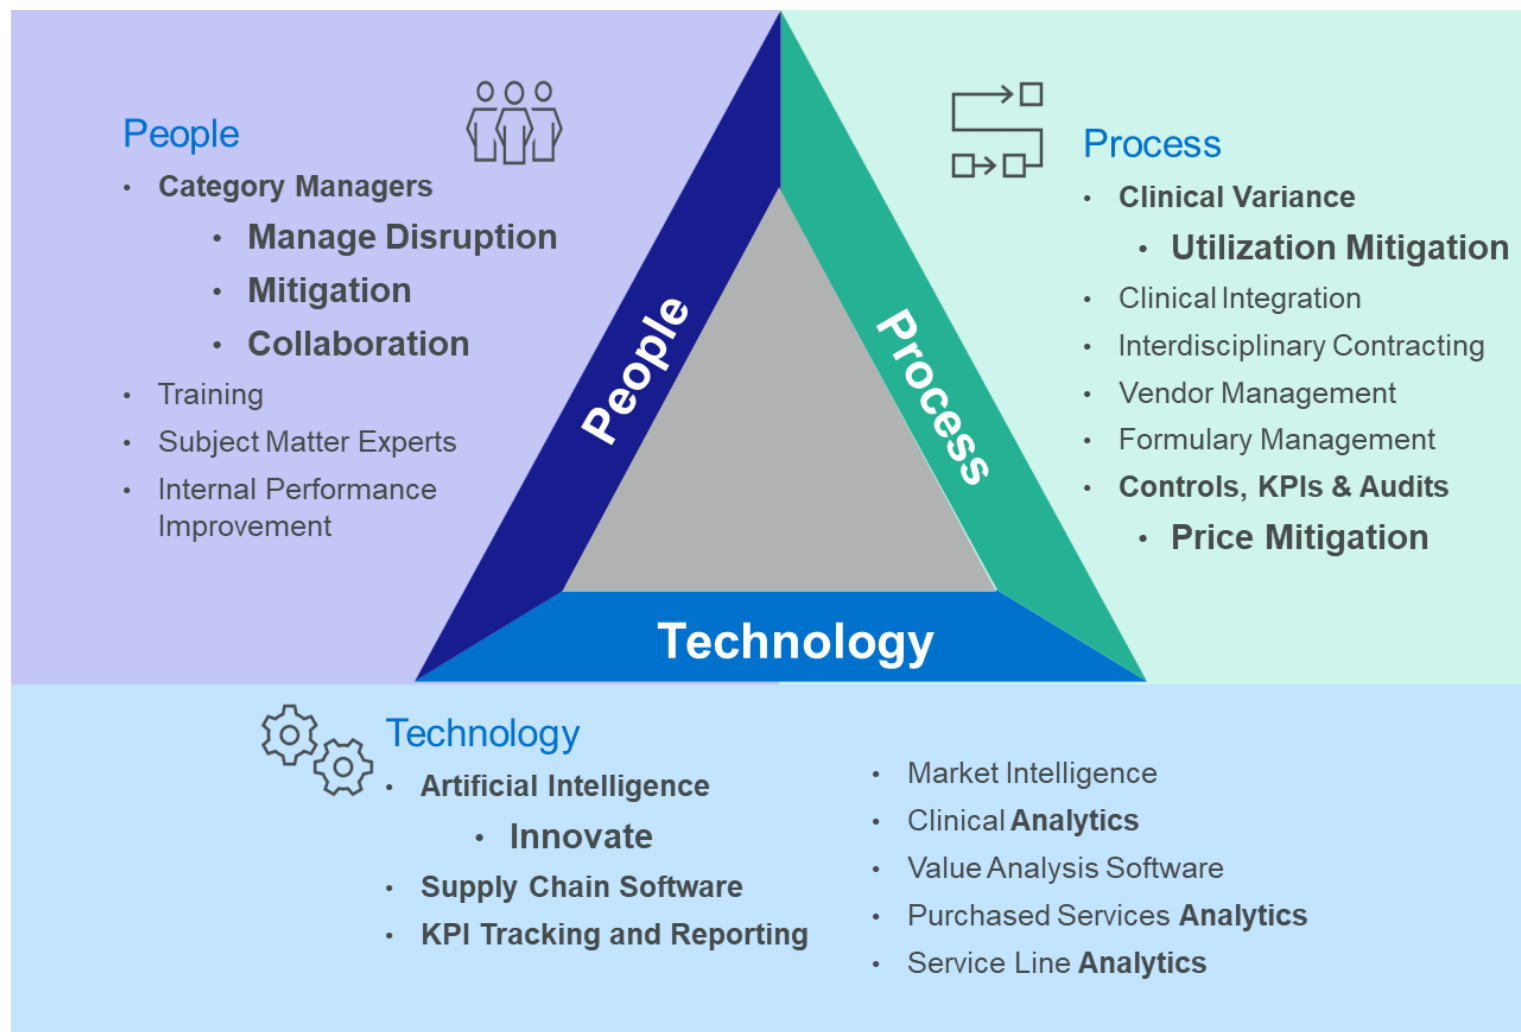 People
• Category Managers
• Manage Disruption
• Mitigation
• Collaboration
• Training
• Subject Matter Experts
• Internal Performance
Improvement
People
Process
Technology
Process
• Clinical Variance
• Utilization Mitigation
• Clinical Integration
• Interdisciplinary Contracting
• Vendor Management
• Formulary Management
• Controls, KPIs & Audits
• Price Mitigation
Technology
• Artificial Intelligence
• Innovate
• Supply Chain Software
• KPI Tracking and Reporting
• Market Intelligence
• Clinical Analytics
• Value Analysis Software
• Purchased Services Analytics
• Service Line Analytics